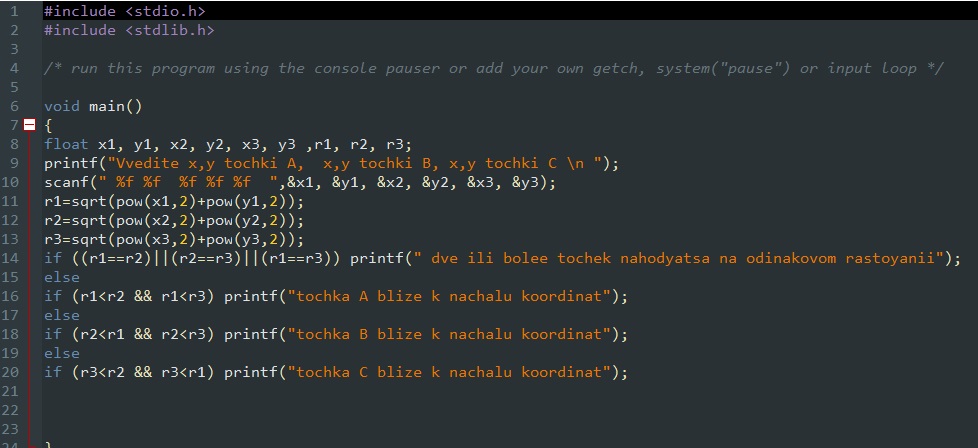 1 #include <stdio.h>
2 #include <stdlib.h>
3
4 /* run this program using the console pauser or add your own getch, system("pause") or input loop */
5
6 void main()
7 {
8 float x1, y1, x2, y2, x3, y3 ,r1, r2, r3;
9 printf("Vvedite x,y tochki A,  x,y tochki B, x,y tochki C \n ");
10 scanf(" %f %f  %f %f %f  ",&x1, &y1, &x2, &y2, &x3, &y3);
11 r1=sqrt(pow(x1,2)+pow(y1,2));
12 r2=sqrt(pow(x2,2)+pow(y2,2));
13 r3=sqrt(pow(x3,2)+pow(y3,2));
14 if ((r1==r2)||(r2==r3)||(r1==r3)) printf(" dve ili bolee tochek nahodyatsa na odinakovom rastoyanii");
15 else
16 if (r1<r2 && r1<r3) printf("tochka A blize k nachalu koordinat");
17 else
18 if (r2<r1 && r2<r3) printf("tochka B blize k nachalu koordinat");
19 else
20 if (r3<r2 && r3<r1) printf("tochka C blize k nachalu koordinat");
21
22
23
24 }